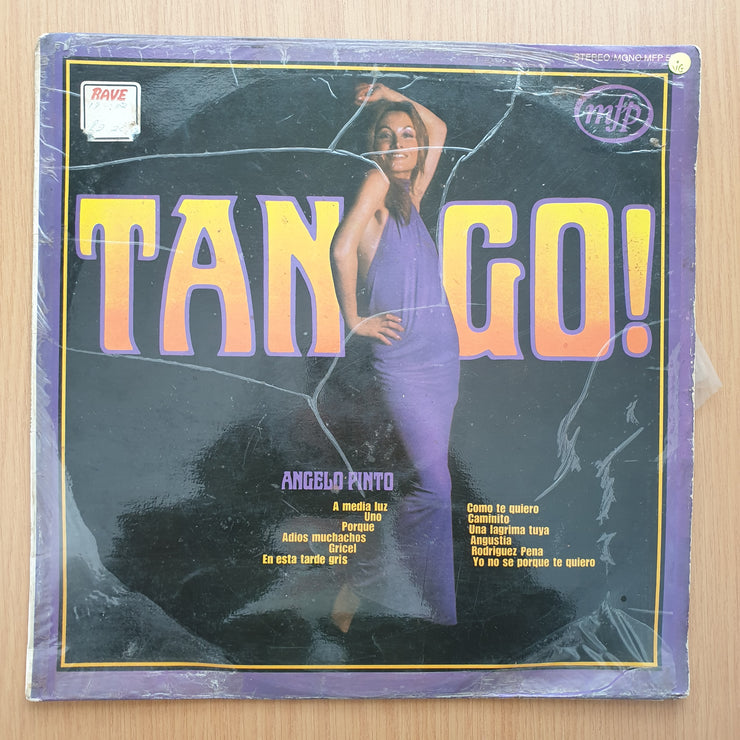 STEREO/MONO MFP
RAVE
mfp
TANGO!
ANGELO PINTO
A media luz
Uno
Porque
Adios muchachos
Gricel
En esta tarde gris
Como te quiero
Caminito
Una lagrima tuya
Angustia
Rodriguez Pena
Yo no se porque te quiero